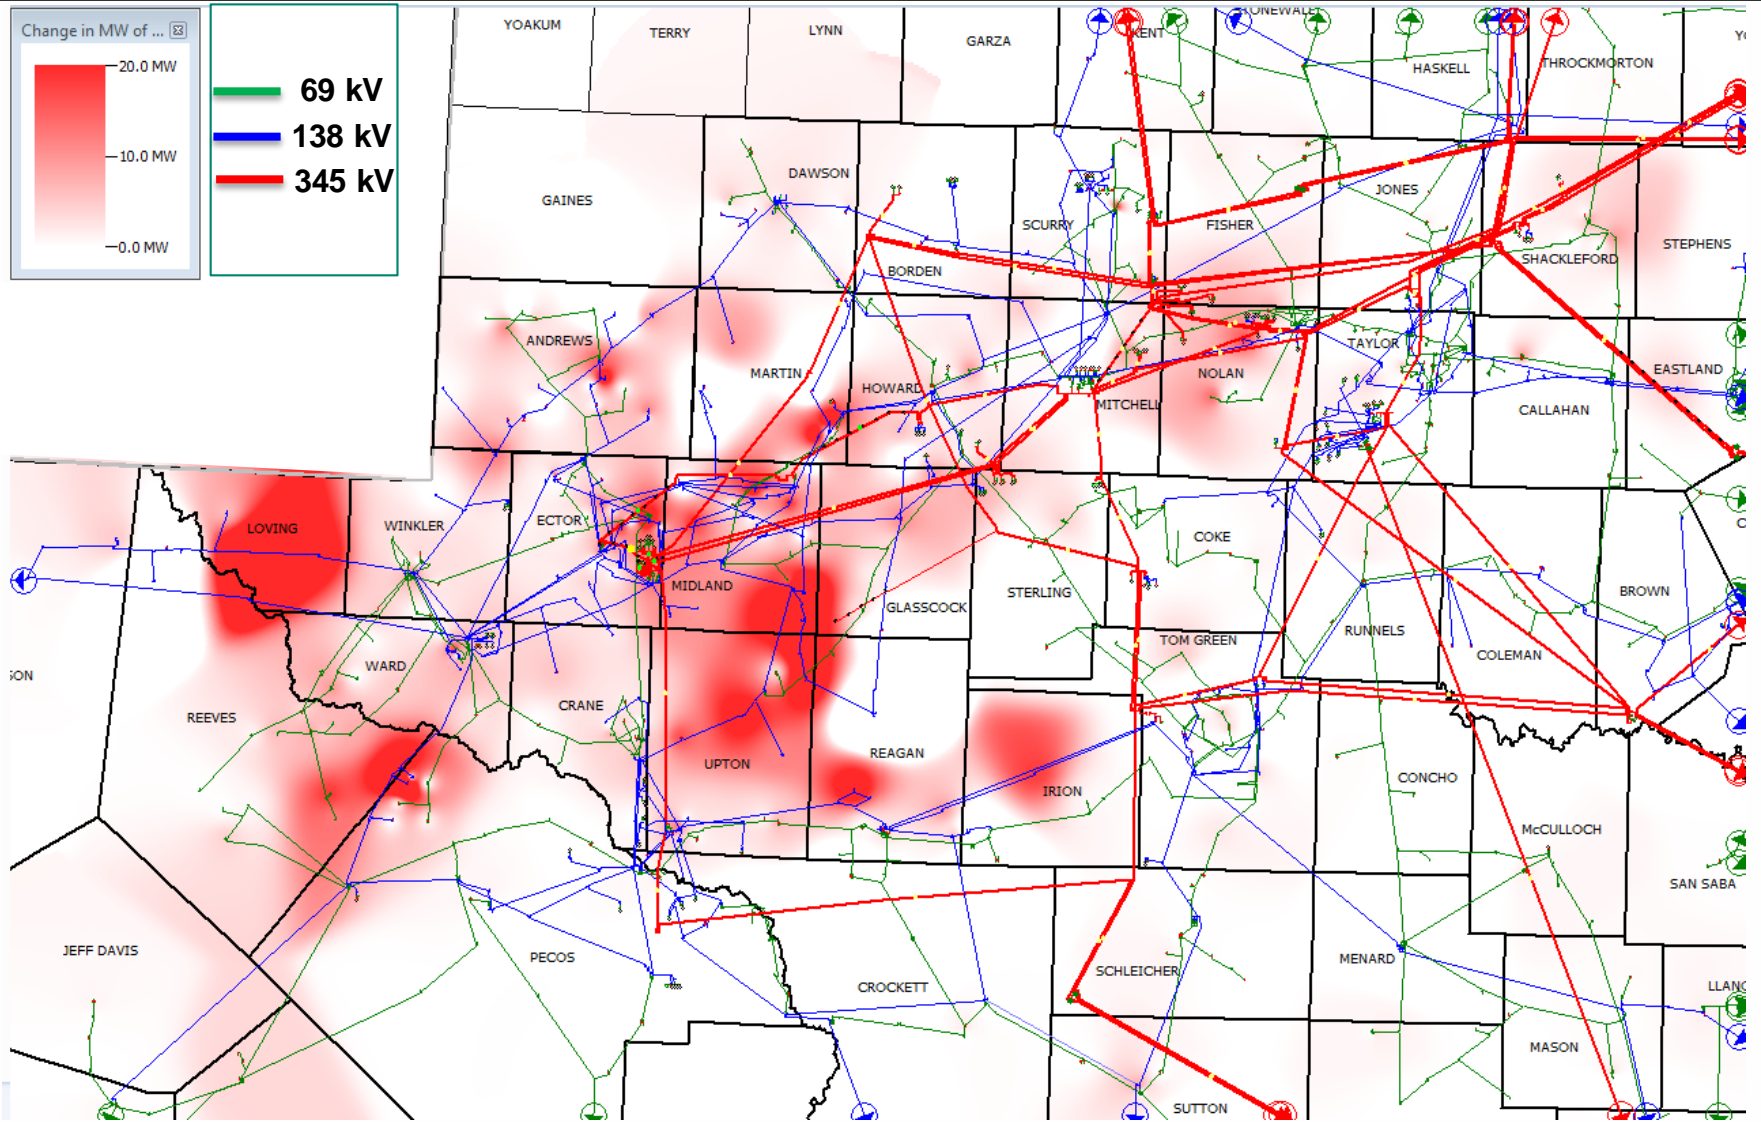 Change in MW of ...
20.0 MW
10.0 MW
0.0 MW
69 kV
138 kV
345 kV
YOAKUM
TERRY
LYNN
GARZA
KENT
STONEWALL
HASKELL
THROCKMORTON
GAINES
DAWSON
BORDEN
SCURRY
FISHER
JONES
SHACKLEFORD
STEPHENS
ANDREWS
MARTIN
HOWARD
MITCHELL
NOLAN
TAYLOR
CALLAHAN
EASTLAND
LOVING
WINKLER
ECTOR
MIDLAND
GLASSCOCK
STERLING
COKE
RUNNELS
COLEMAN
BROWN
SON
REEVES
WARD
CRANE
UPTON
REAGAN
IRION
TOM GREEN
CONCHO
McCULLOCH
SAN SABA
JEFF DAVIS
PECOS
CROCKETT
SCHLEICHER
MENARD
LLANO
MASON
SUTTON